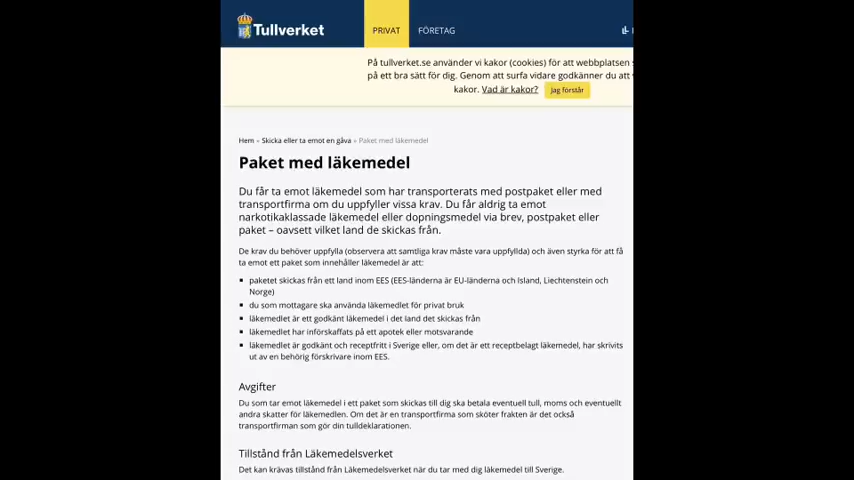 Tullverket
PRIVAT
FÖRETAG
På tullverket.se använder vi kakor (cookies) för att webbplatsen
på ett bra sätt för dig. Genom att surfa vidare godkänner du att
kakor. Vad är kakor? Jag förstår
Hem » Skicka eller ta emot en gåva » Paket med läkemedel
Paket med läkemedel
Du får ta emot läkemedel som har transporterats med postpaket eller med
transportfirma om du uppfyller vissa krav. Du får aldrig ta emot
narkotikaklassade läkemedel eller dopningsmedel via brev, postpaket eller
paket – oavsett vilket land de skickas från.
De krav du behöver uppfylla (observera att samtliga krav måste vara uppfyllda) och även styrka för att få
ta emot ett paket som innehåller läkemedel är att:
▪ paketet skickas från ett land inom EES (EES-länderna är EU-länderna och Island, Liechtenstein och
Norge)
▪ du som mottagare ska använda läkemedlet för privat bruk
▪ läkemedlet är ett godkänt läkemedel i det land det skickas från
▪ läkemedlet har införskaffats på ett apotek eller motsvarande
▪ läkemedlet är godkänt och receptfritt i Sverige eller, om det är ett receptbelagt läkemedel, har skrivits
ut av en behörig förskrivare inom EES.
Avgifter
Du som tar emot läkemedel i ett paket som skickas till dig ska betala eventuell tull, moms och eventuellt
andra skatter för läkemedlen. Om det är en transportfirma som sköter frakten är det också
transportfirman som gör din tulldeklarationen.
Tillstånd från Läkemedelsverket
Det kan krävas tillstånd från Läkemedelsverket när du tar med dig läkemedel till Sverige.